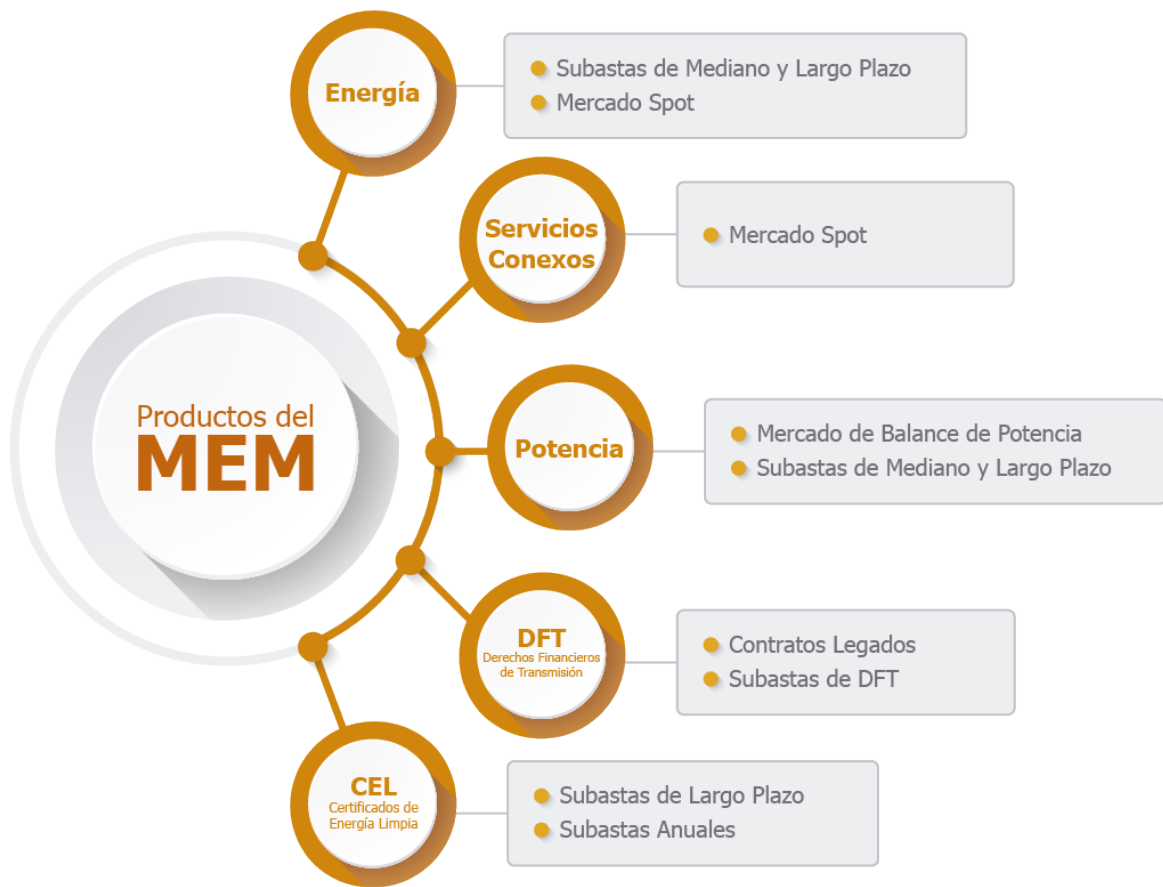 Productos del
MEM
Energía
Subastas de Mediano y Largo Plazo
Mercado Spot
Servicios
Conexos
Mercado Spot
Potencia
Mercado de Balance de Potencia
Subastas de Mediano y Largo Plazo
DFT
Derechos Financieros
de Transmisión
Contratos Legados
Subastas de DFT
CEL
Certificados de
Energía Limpia
Subastas de Largo Plazo
Subastas Anuales